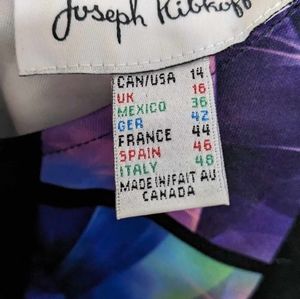 Joseph Ribkoff
CAN/USA 14
UK 16
MEXICO 36
GER 42
FRANCE 44
SPAIN 46
ITALY 48
MADE IN/FAIT AU
CANADA